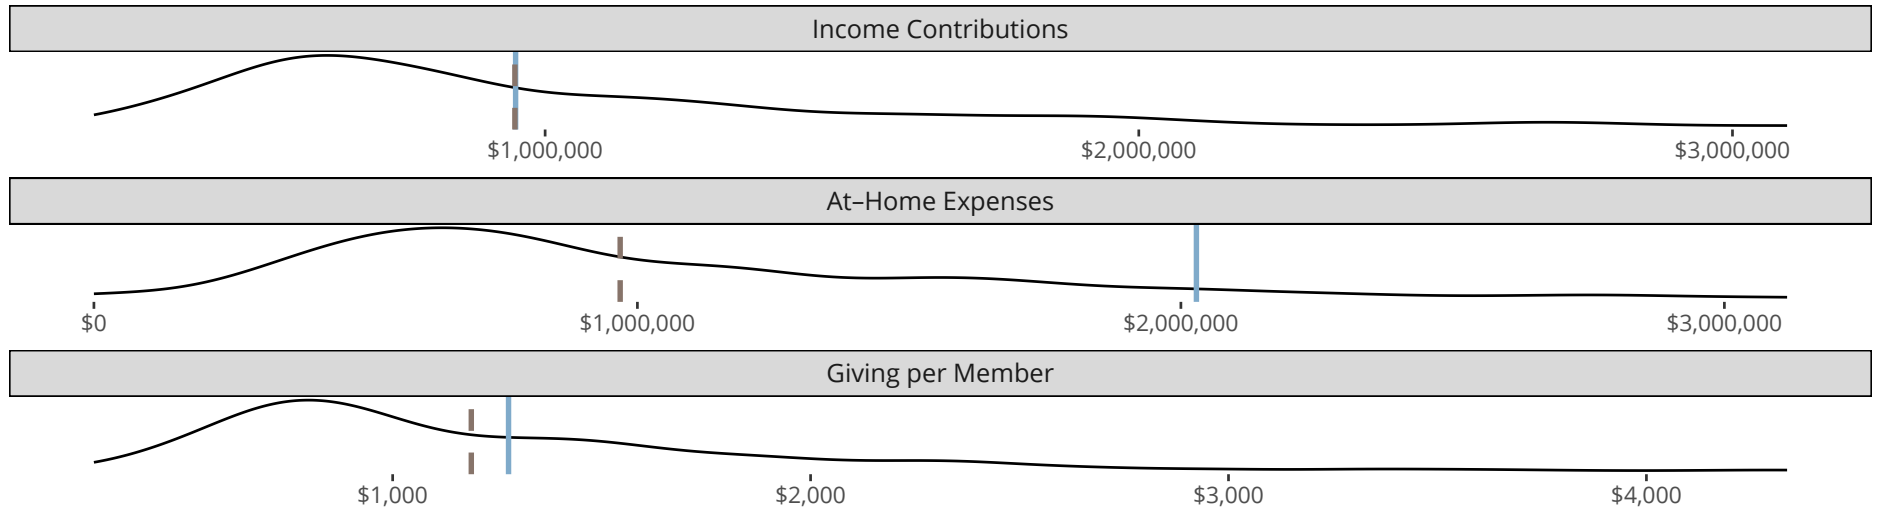 Income Contributions
$1,000,000 $2,000,000 $3,000,000
At–Home Expenses
$0 $1,000,000 $2,000,000 $3,000,000
Giving per Member
$1,000 $2,000 $3,000 $4,000